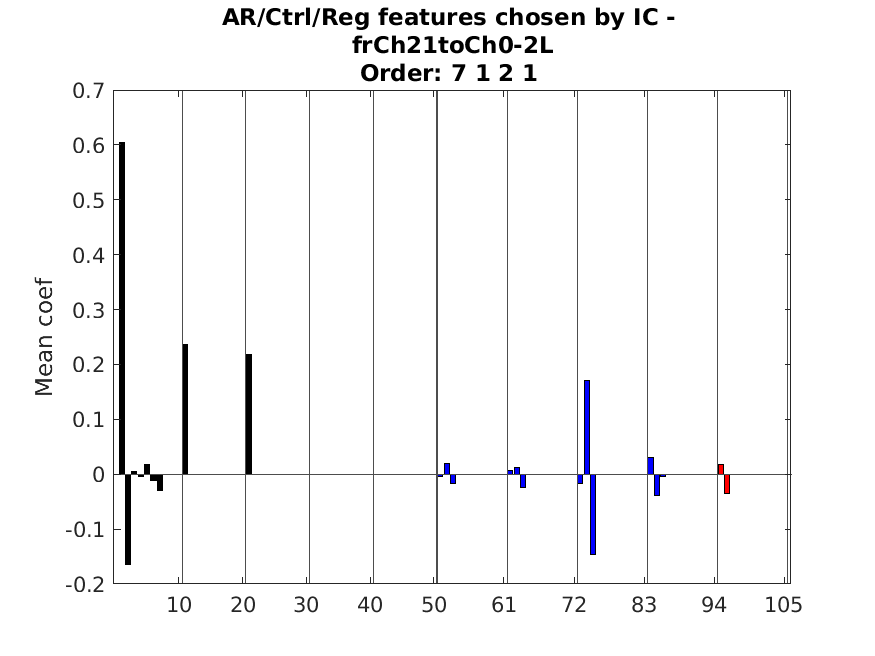 AR/Ctrl/Reg features chosen by IC -
frCh21toCh0-2L
Order: 7 1 2 1
0.7
0.6
0.5
0.4
0.3
0.2
0.1
0
-0.1
-0.2
Mean coef
10 20 30 40 50 61 72 83 94 105